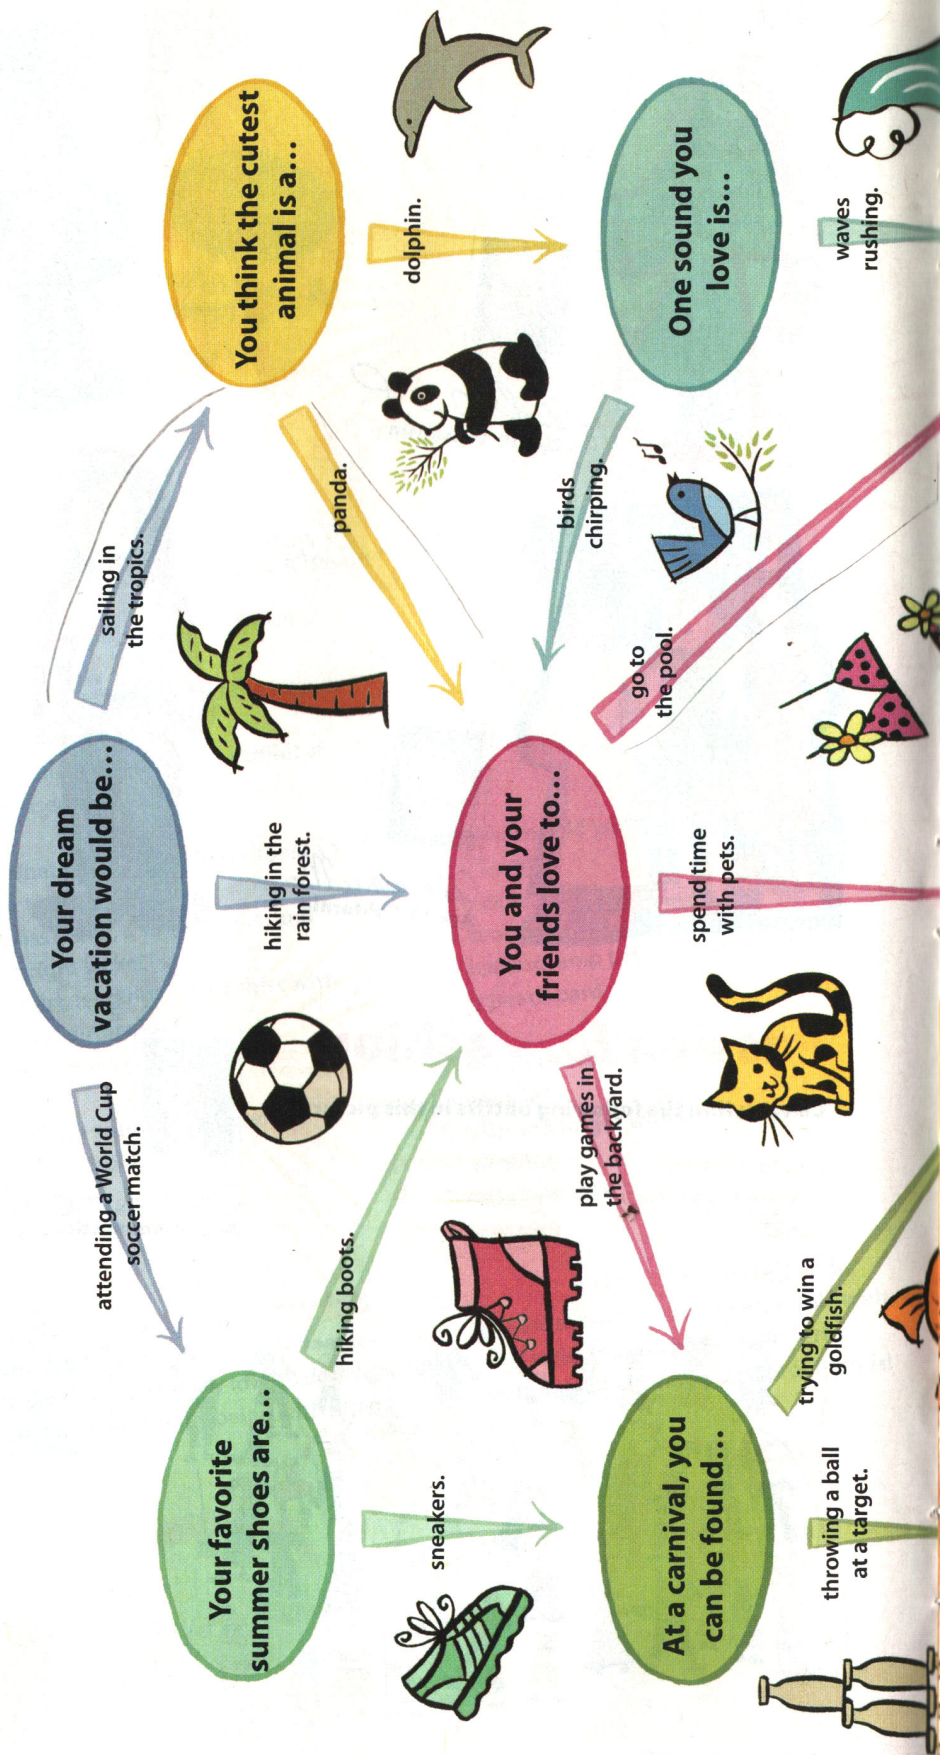 Your dream
vacation would be...
attending a World Cup
soccer match.
hiking in the
rain forest.
sailing in
the tropics.
Your favorite
summer shoes are...
sneakers.
hiking boots.
You think the cutest
animal is a...
panda.
dolphin.
You and your
friends love to...
play games in
the backyard.
spend time
with pets.
go to
the pool.
One sound you
love is...
birds
chirping.
waves
rushing.
At a carnival, you
can be found...
throwing a ball
at a target.
trying to win a
goldfish.